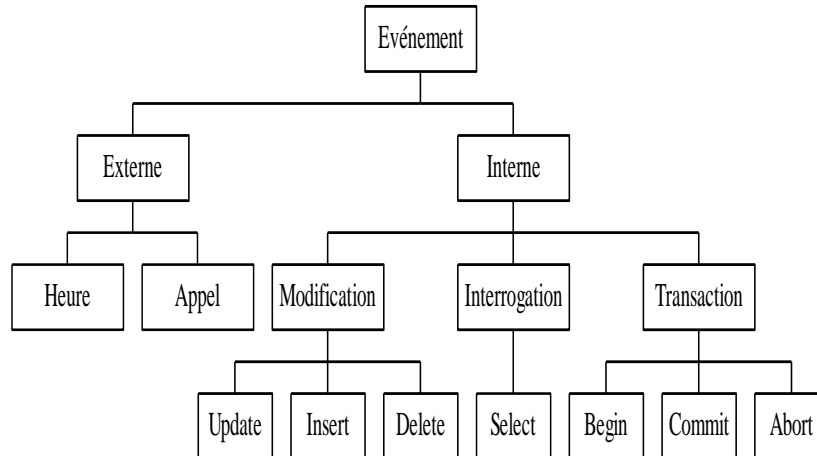 Evénement
Externe
Interne
Heure
Appel
Modification
Interrogation
Transaction
Update
Insert
Delete
Select
Begin
Commit
Abort